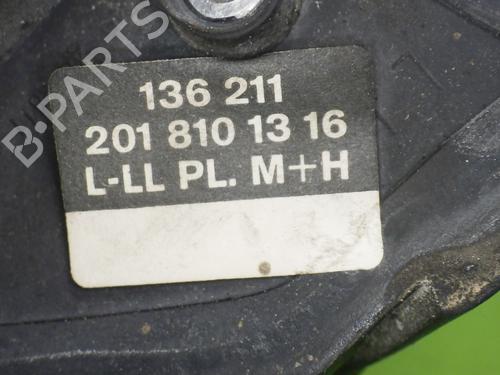 B-PARTS
136 211
201 810 13 16
L-LL PL. M+H